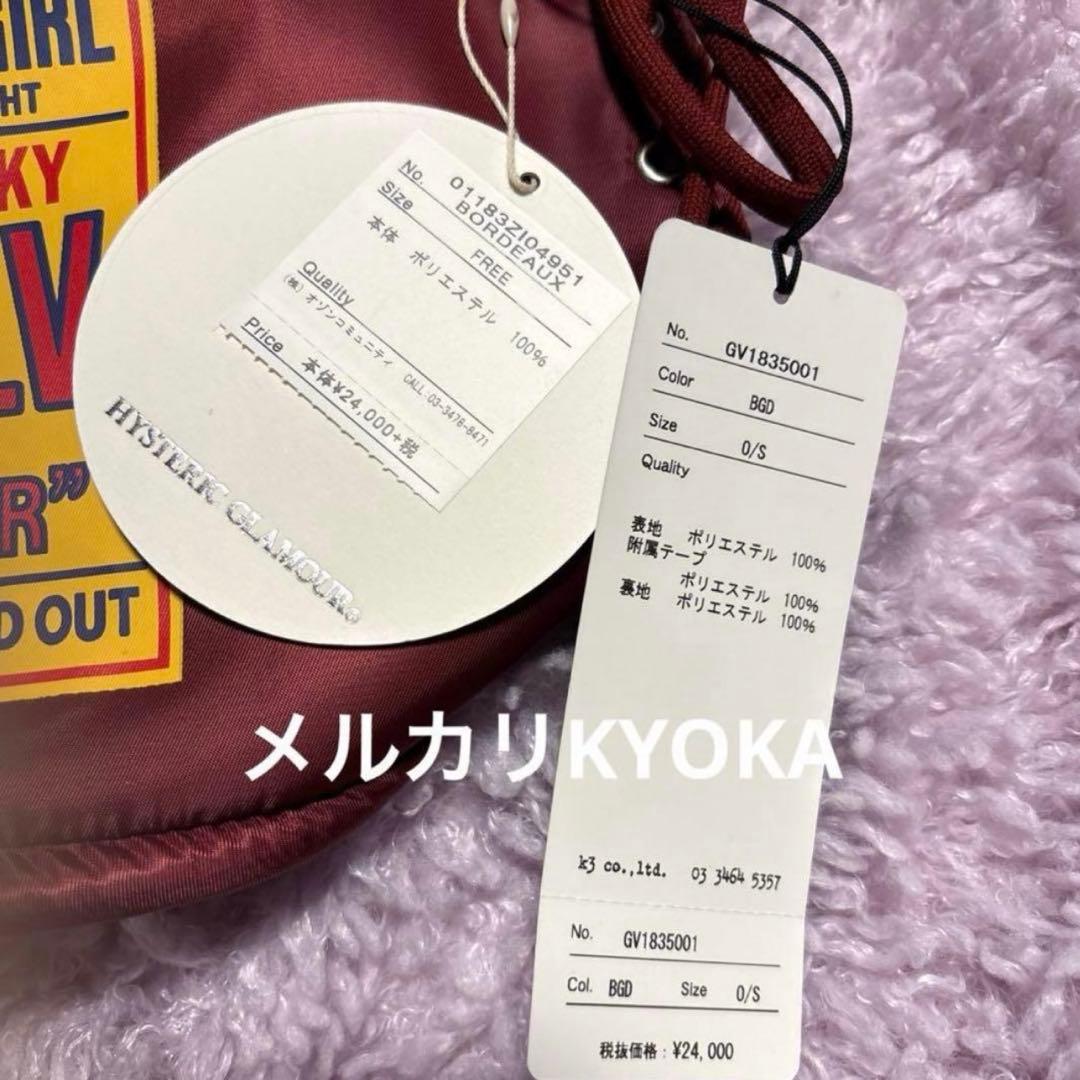 GIRL
HT
KY
LV
R”
D OUT
No. 01183ZI04951
BORDEAUX
Size FREE
本体 ポリエステル 100%
Quality
(株)オゾンコミュニティ CALL:03-3478-8471
Price 本体¥24,000+税
HYSTERIC GLAMOUR
No. GV1835001
Color BGD
Size O/S
Quality
表地 ポリエステル 100%
附属テープ
ポリエステル 100%
裏地 ポリエステル 100%
メルカリKYOKA
k3 co.,ltd. 03 3464 5357
No. GV1835001
Col. BGD Size O/S
税抜価格:¥24,000